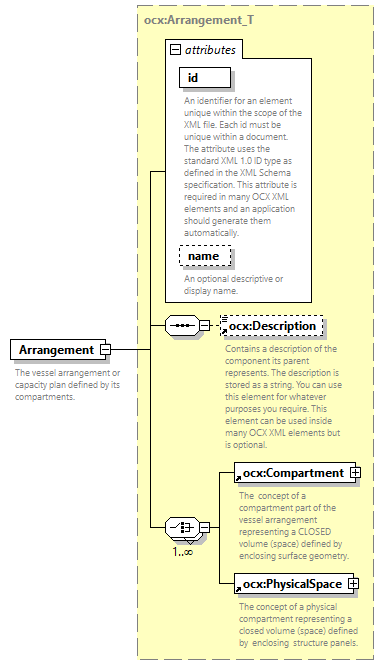 ocx:Arrangement_T
attributes
id
An identifier for an element
unique within the scope of the
XML file. Each id must be
unique within a document.
The attribute uses the
standard XML 1.0 ID type as
defined in the XML Schema
specification. This attribute is
required in many OCX XML
elements and an application
should generate them
automatically.
name
An optional descriptive or
display name.
ocx:Description
Contains a description of the
component its parent
represents. The description is
stored as a string. You can use
this element for whatever
purposes you require. This
element can be used inside
many OCX XML elements but
is optional.
Arrangement
The vessel arrangement or
capacity plan defined by its
compartments.
ocx:Compartment
The concept of a
compartment part of the
vessel arrangement
representing a CLOSED
volume (space) defined by
enclosing surface geometry.
1..∞
ocx:PhysicalSpace
The concept of a physical
compartment representing a
closed volume (space) defined
by enclosing structure panels.